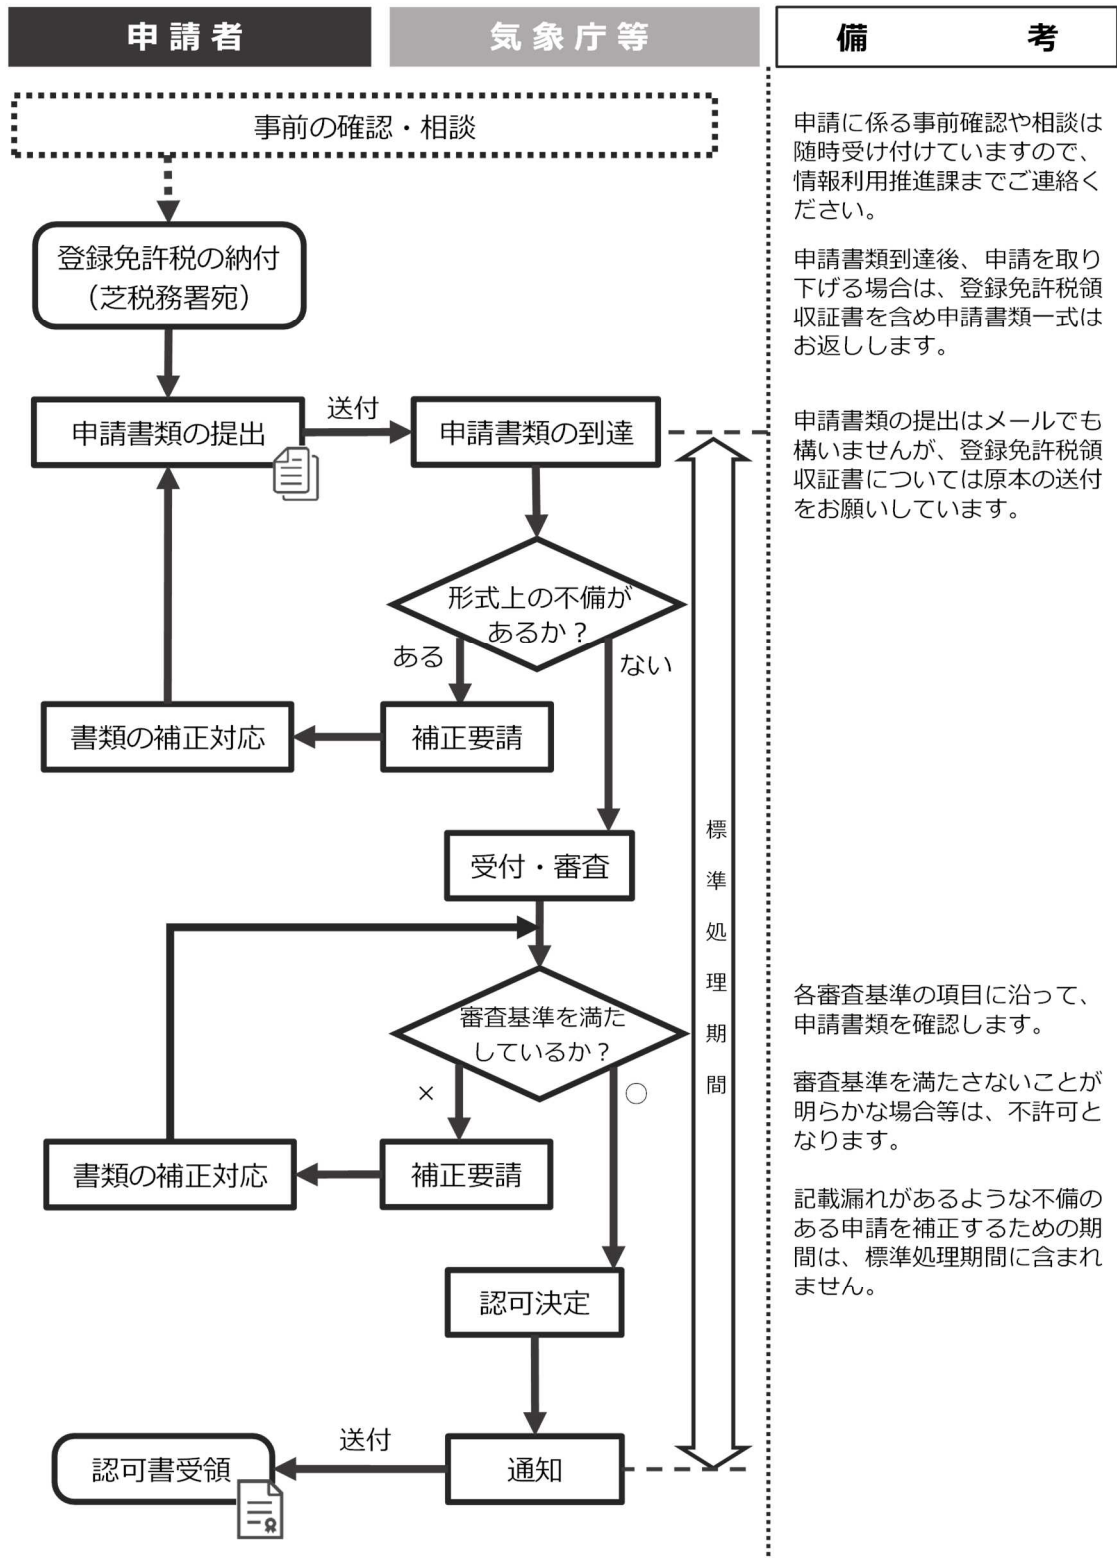 申請者
気象庁等
備考
事前の確認・相談
登録免許税の納付
（芝税務署宛）
申請書類の提出
送付
申請書類の到達
形式上の不備が
あるか？
ある
ない
書類の補正対応
補正要請
受付・審査
審査基準を満た
しているか？
×
○
書類の補正対応
補正要請
認可決定
認可書受領
送付
通知
標準処理期間
申請に係る事前確認や相談は
随時受け付けていますので、
情報利用推進課までご連絡く
ださい。
申請書類到達後、申請を取り
下げる場合は、登録免許税領
収証書を含め申請書類一式は
お返しします。
申請書類の提出はメールでも
構いませんが、登録免許税領
収証書については原本の送付
をお願いしています。
各審査基準の項目に沿って、
申請書類を確認します。
審査基準を満たさないことが
明らかな場合等は、不許可と
なります。
記載漏れがあるような不備の
ある申請を補正するための期
間は、標準処理期間に含まれ
ません。